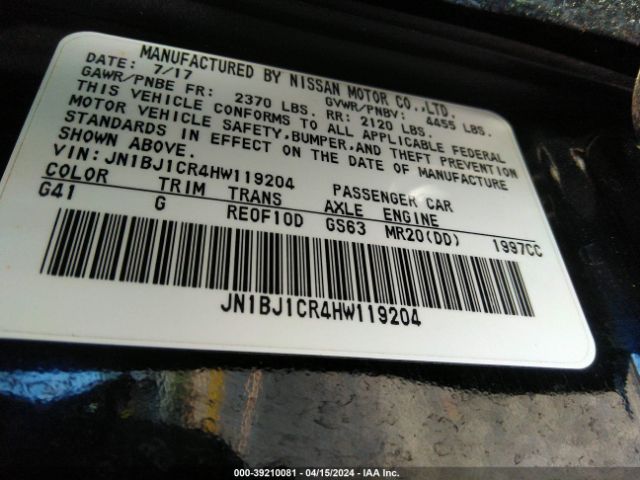 MANUFACTURED BY NISSAN MOTOR CO.,LTD.
DATE: 7/17 GVWR/PNBV: 4455 LBS.
GAWR/PNBE FR: 2370 LBS. RR: 2120 LBS.
THIS VEHICLE CONFORMS TO ALL APPLICABLE FEDERAL
MOTOR VEHICLE SAFETY,BUMPER,AND THEFT PREVENTION
STANDARDS IN EFFECT ON THE DATE OF MANUFACTURE
SHOWN ABOVE.
VIN:JN1BJ1CR4HW119204 PASSENGER CAR
COLOR TRIM TRANS AXLE ENGINE
G41 G RE0F10D GS63 MR20(DD) 1997CC
JN1BJ1CR4HW119204
000-39210081 - 04/15/2024 - IAA Inc.